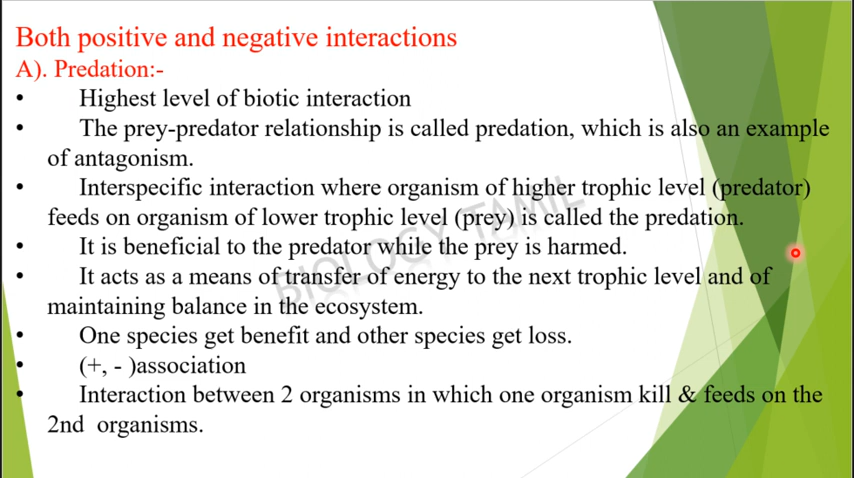 Both positive and negative interactions
A). Predation:-
• Highest level of biotic interaction
• The prey-predator relationship is called predation, which is also an example
of antagonism.
• Interspecific interaction where organism of higher trophic level (predator)
feeds on organism of lower trophic level (prey) is called the predation.
• It is beneficial to the predator while the prey is harmed.
• It acts as a means of transfer of energy to the next trophic level and of
maintaining balance in the ecosystem.
• One species get benefit and other species get loss.
• (+, - )association
• Interaction between 2 organisms in which one organism kill & feeds on the
2nd organisms.
BIOLOGY TAMIL